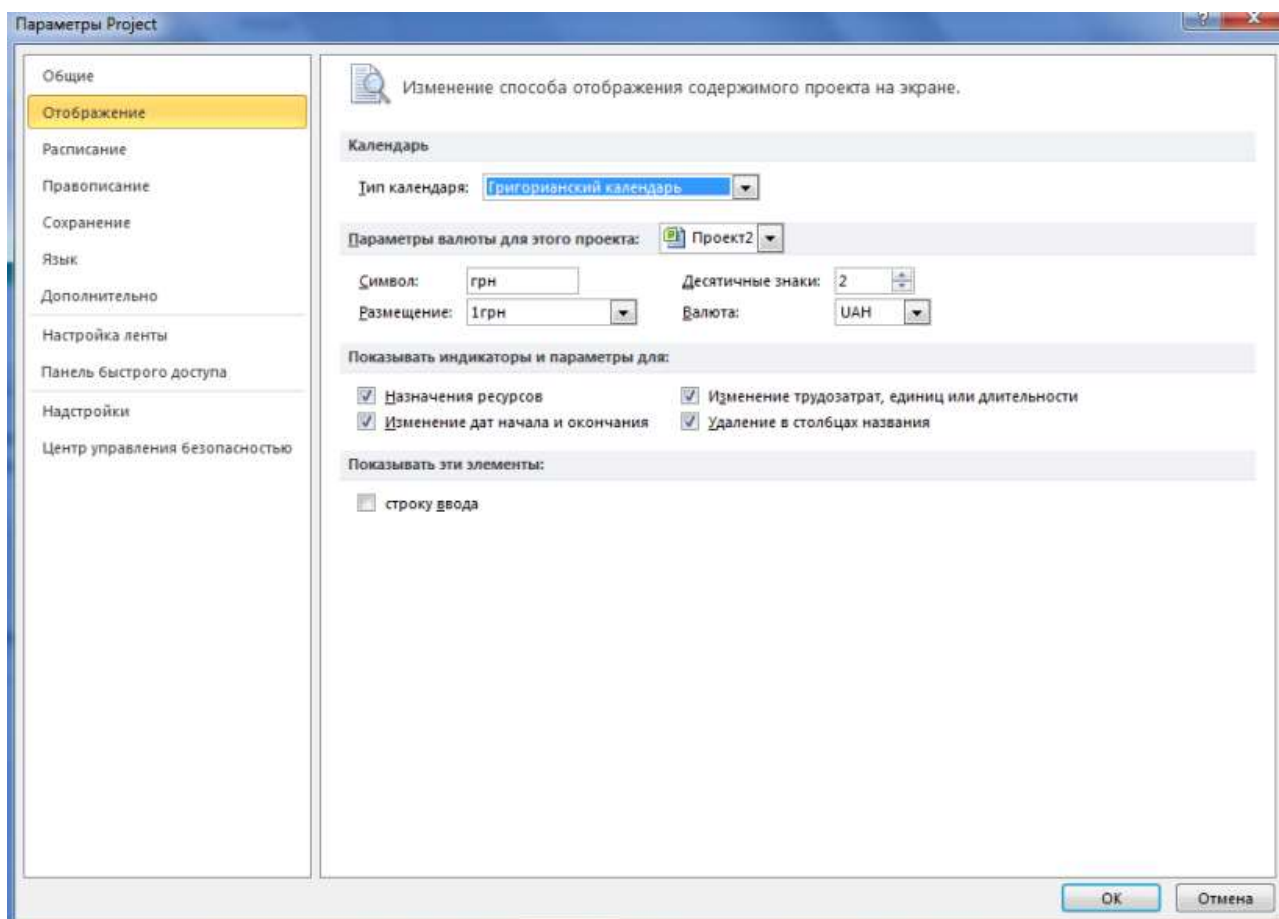 Параметры Project
Общие
Отображение
Расписание
Правописание
Сохранение
Язык
Дополнительно
Настройка ленты
Панель быстрого доступа
Надстройки
Центр управления безопасностью
Изменение способа отображения содержимого проекта на экране.
Календарь
Тип календаря: Григорианский календарь
Параметры валюты для этого проекта: Проект2
Символ: грн Десятичные знаки: 2
Размещение: 1грн Валюта: UAH
Показывать индикаторы и параметры для:
Назначения ресурсов Изменение трудозатрат, единиц или длительности
Изменение дат начала и окончания Удаление в столбцах названия
Показывать эти элементы:
строку ввода
ОК Отмена